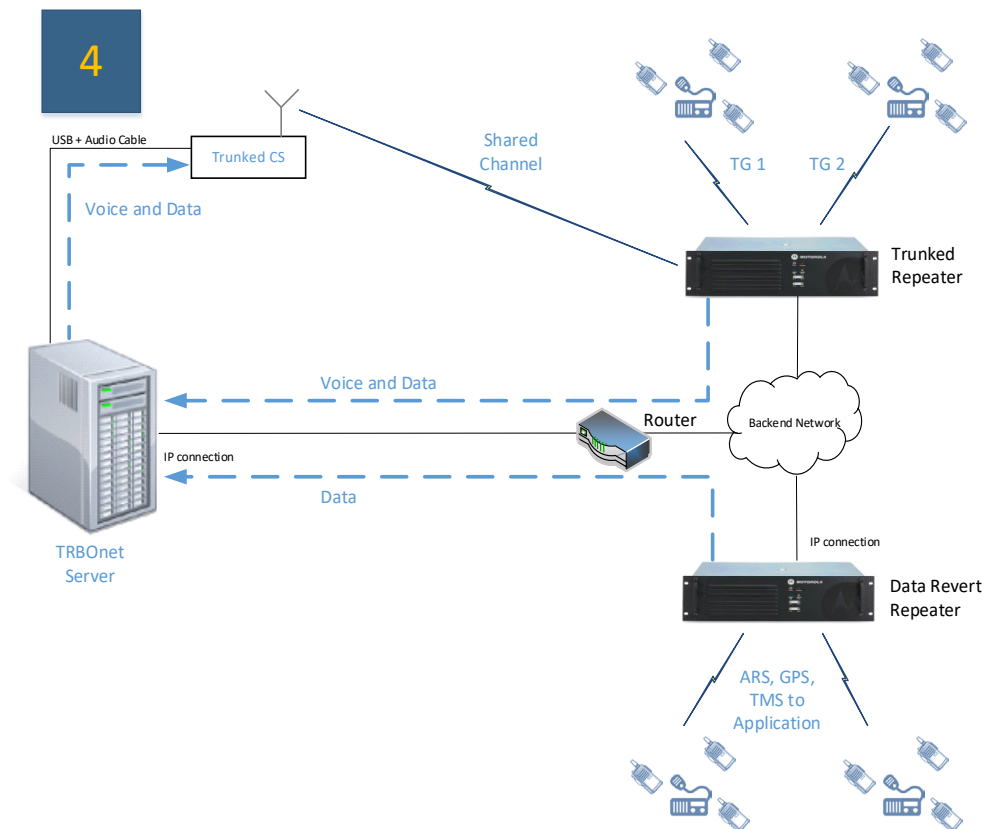 4
USB + Audio Cable
Trunked CS
Voice and Data
Shared
Channel
TG 1
TG 2
MOTOROLA
Trunked
Repeater
Voice and Data
Router
Backend Network
IP connection
Data
TRBOnet
Server
IP connection
MOTOROLA
Data Revert
Repeater
ARS, GPS,
TMS to
Application